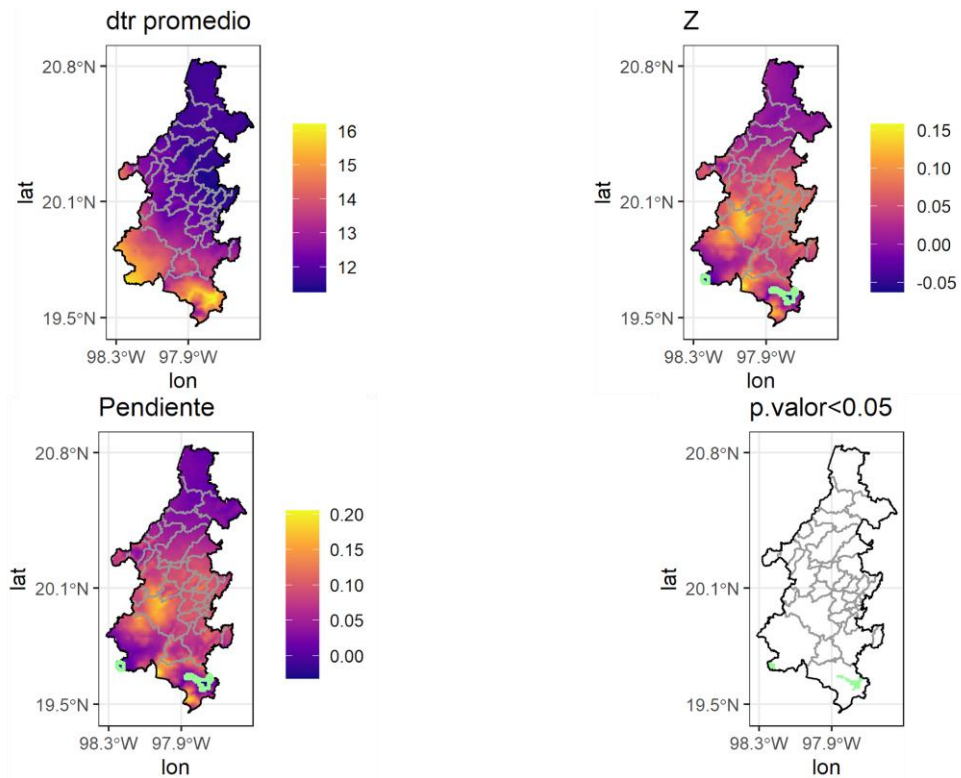 dtr promedio
20.8°N
20.1°N
19.5°N
98.3°W 97.9°W
lon
lat
16
15
14
13
12
Z
20.8°N
20.1°N
19.5°N
98.3°W 97.9°W
lon
lat
0.15
0.10
0.05
0.00
-0.05
Pendiente
20.8°N
20.1°N
19.5°N
98.3°W 97.9°W
lon
lat
0.20
0.15
0.10
0.05
0.00
p.valor<0.05
20.8°N
20.1°N
19.5°N
98.3°W 97.9°W
lon
lat